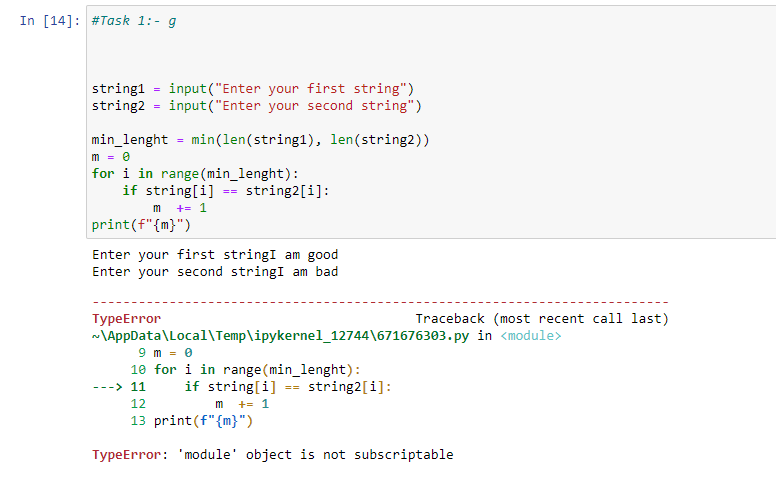 In [14]: #Task 1:- g
string1 = input("Enter your first string")
string2 = input("Enter your second string")
min_lenght = min(len(string1), len(string2))
m = 0
for i in range(min_lenght):
    if string[i] == string2[i]:
        m  += 1
print(f"{m}")
Enter your first stringI am good
Enter your second stringI am bad
---------------------------------------------------------------------------
TypeError                                 Traceback (most recent call last)
~\AppData\Local\Temp\ipykernel_12744\671676303.py in <module>
      9 m = 0
     10 for i in range(min_lenght):
---> 11     if string[i] == string2[i]:
     12         m  += 1
     13 print(f"{m}")
TypeError: 'module' object is not subscriptable